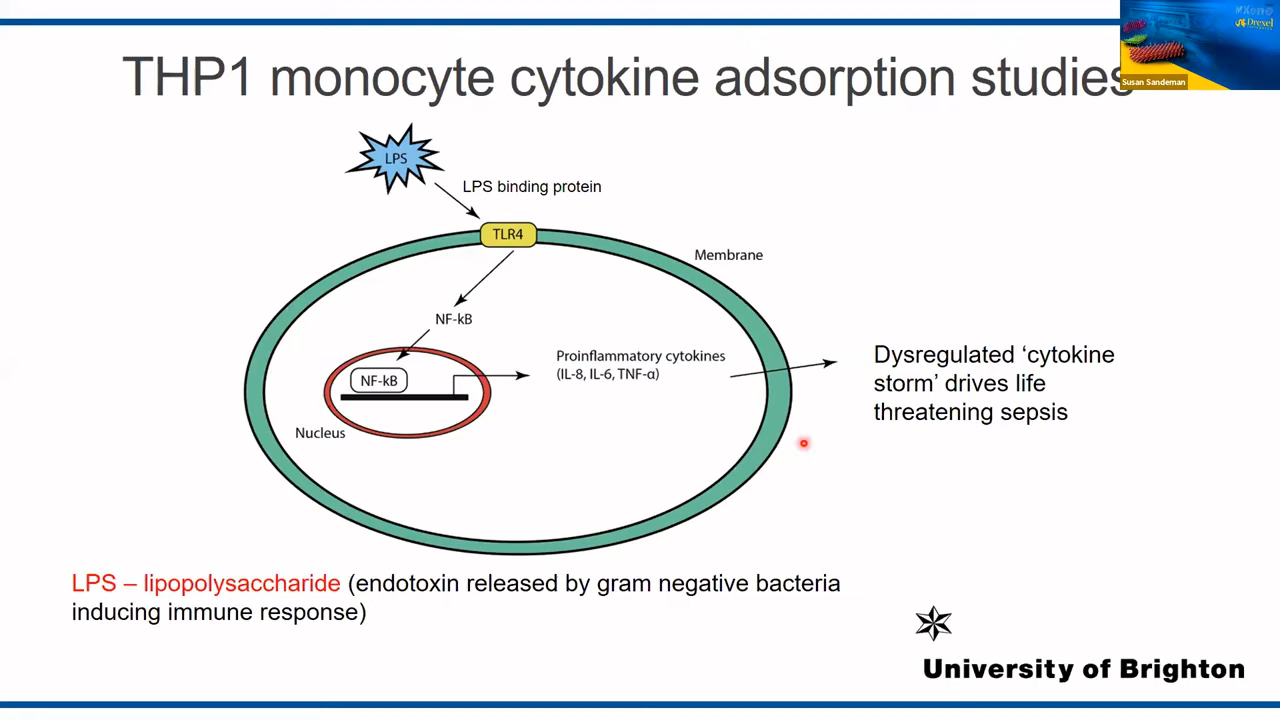 THP1 monocyte cytokine adsorption studies
MXene
Drexel
Susan Sandeman
LPS
LPS binding protein
TLR4
Membrane
NF-kB
Proinflammatory cytokines
(IL-8, IL-6, TNF-α)
NF-kB
Nucleus
Dysregulated ‘cytokine
storm’ drives life
threatening sepsis
LPS – lipopolysaccharide (endotoxin released by gram negative bacteria
inducing immune response)
University of Brighton